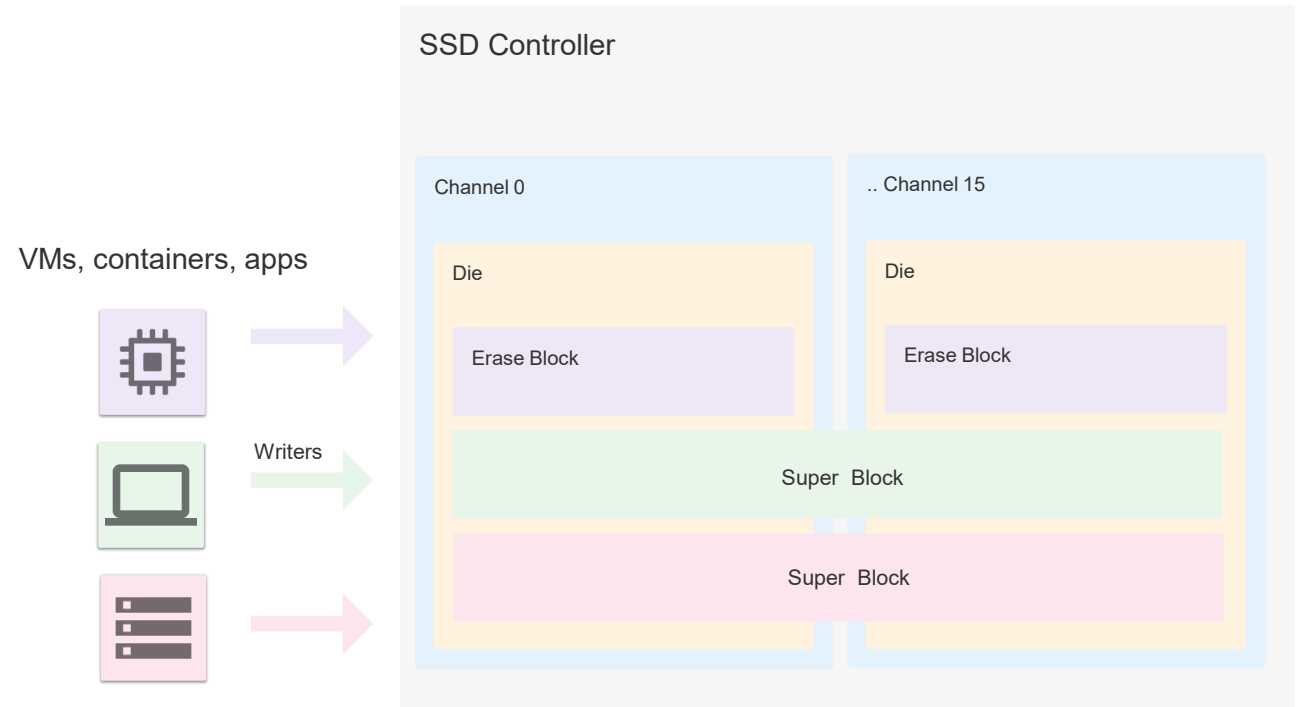 SSD Controller
Channel 0
.. Channel 15
VMs, containers, apps
Die
Die
Erase Block
Erase Block
Writers
Super Block
Super Block